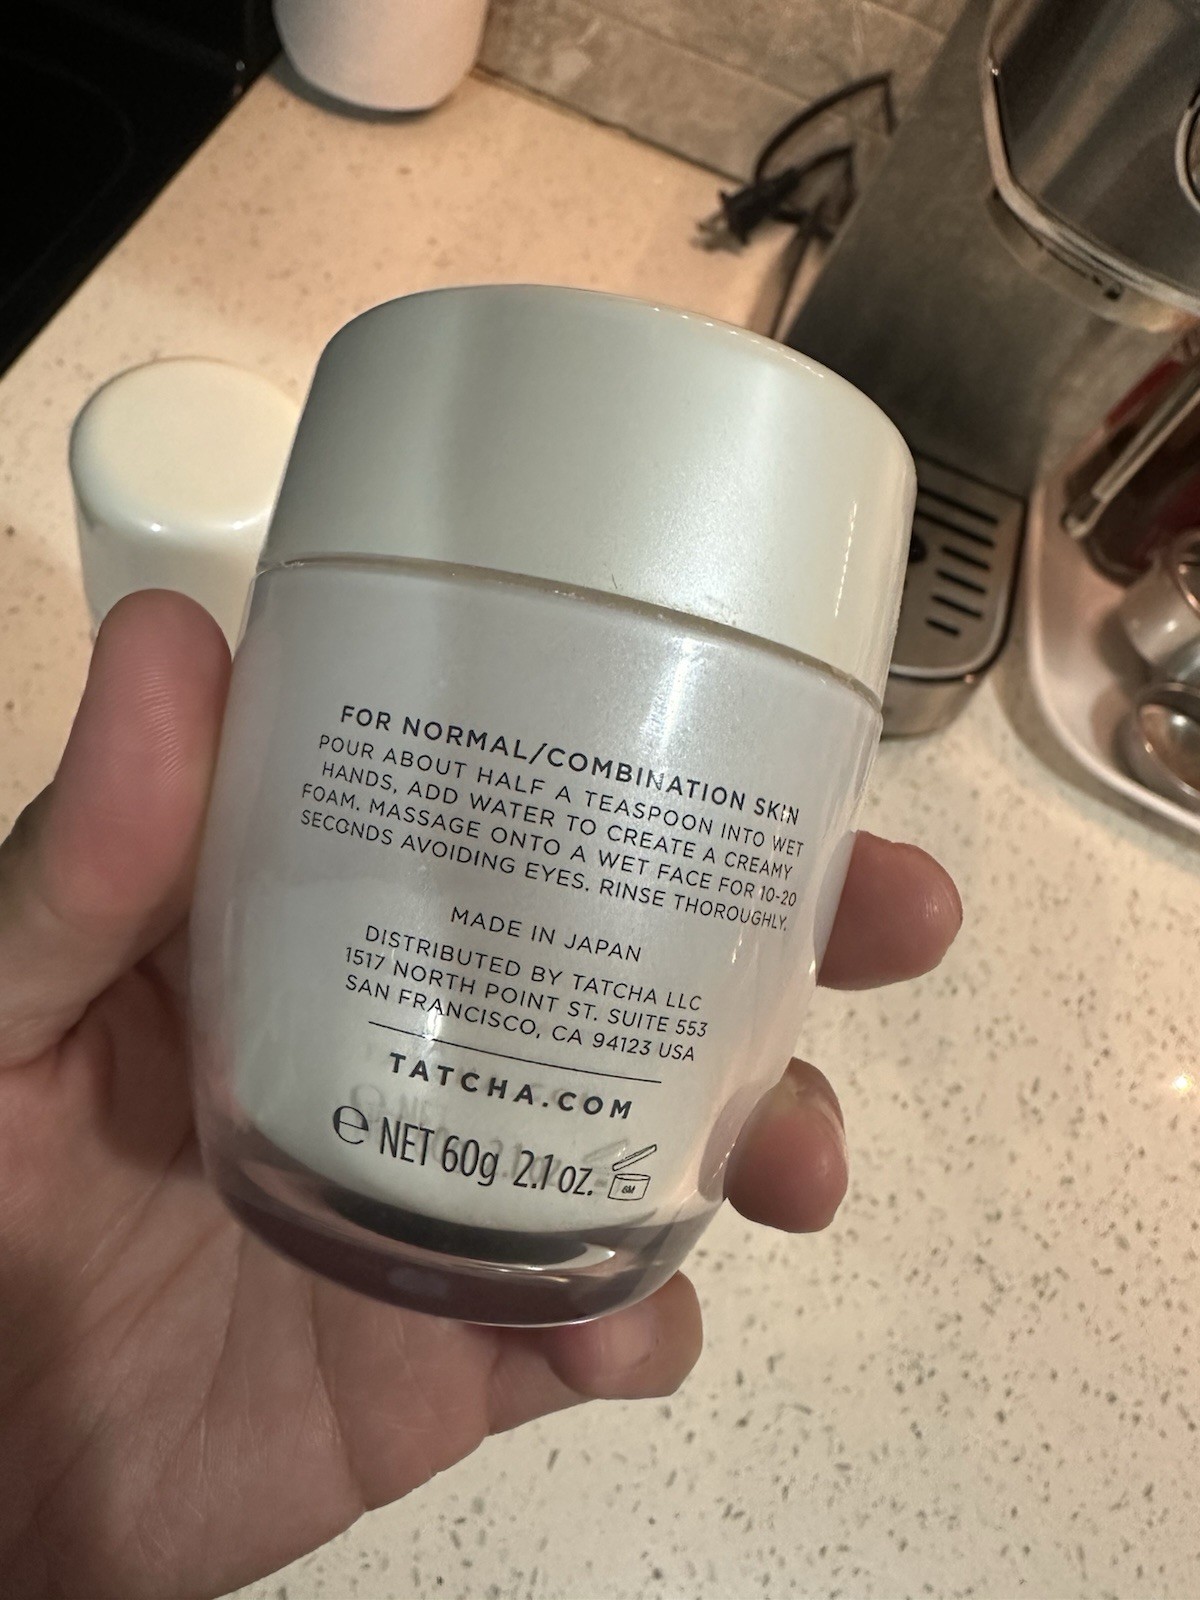 FOR NORMAL/COMBINATION SKIN
POUR ABOUT HALF A TEASPOON INTO WET
HANDS, ADD WATER TO CREATE A CREAMY
FOAM. MASSAGE ONTO A WET FACE FOR 10-20
SECONDS AVOIDING EYES. RINSE THOROUGHLY.
MADE IN JAPAN
DISTRIBUTED BY TATCHA LLC
1517 NORTH POINT ST. SUITE 553
SAN FRANCISCO, CA 94123 USA
TATCHA.COM
℮ NET 60g 2.1 oz. 6M